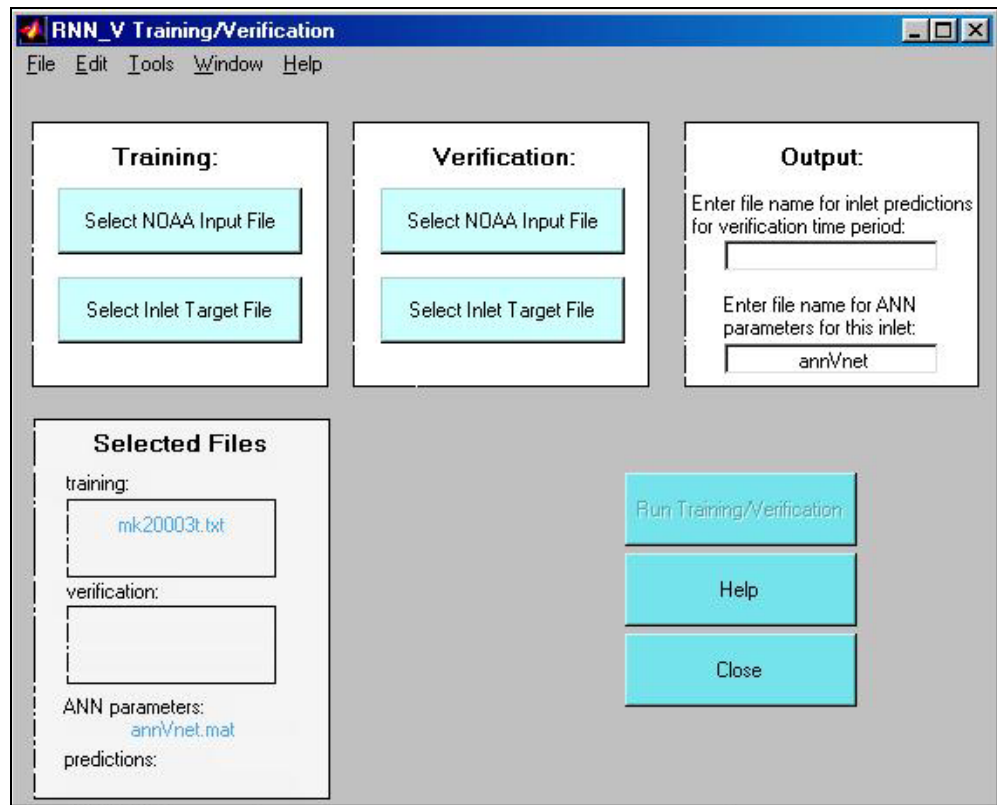 RNN_V Training/Verification
File Edit Tools Window Help
Training:
Select NOAA Input File
Select Inlet Target File
Verification:
Select NOAA Input File
Select Inlet Target File
Output:
Enter file name for inlet predictions
for verification time period:
Enter file name for ANN
parameters for this inlet:
annVnet
Selected Files
training:
mk20003t.txt
verification:
ANN parameters:
annVnet.mat
predictions:
Run Training/Verification
Help
Close